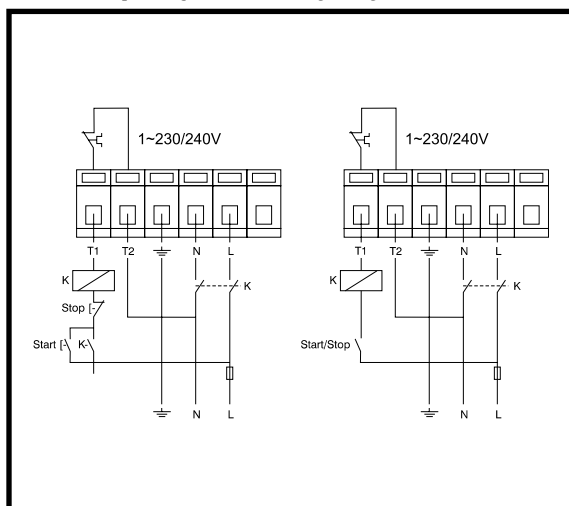 1~230/240V
T1 T2 N L
K
K
Stop
Start K
N L
1~230/240V
T1 T2 N L
K
K
Start/Stop
N L